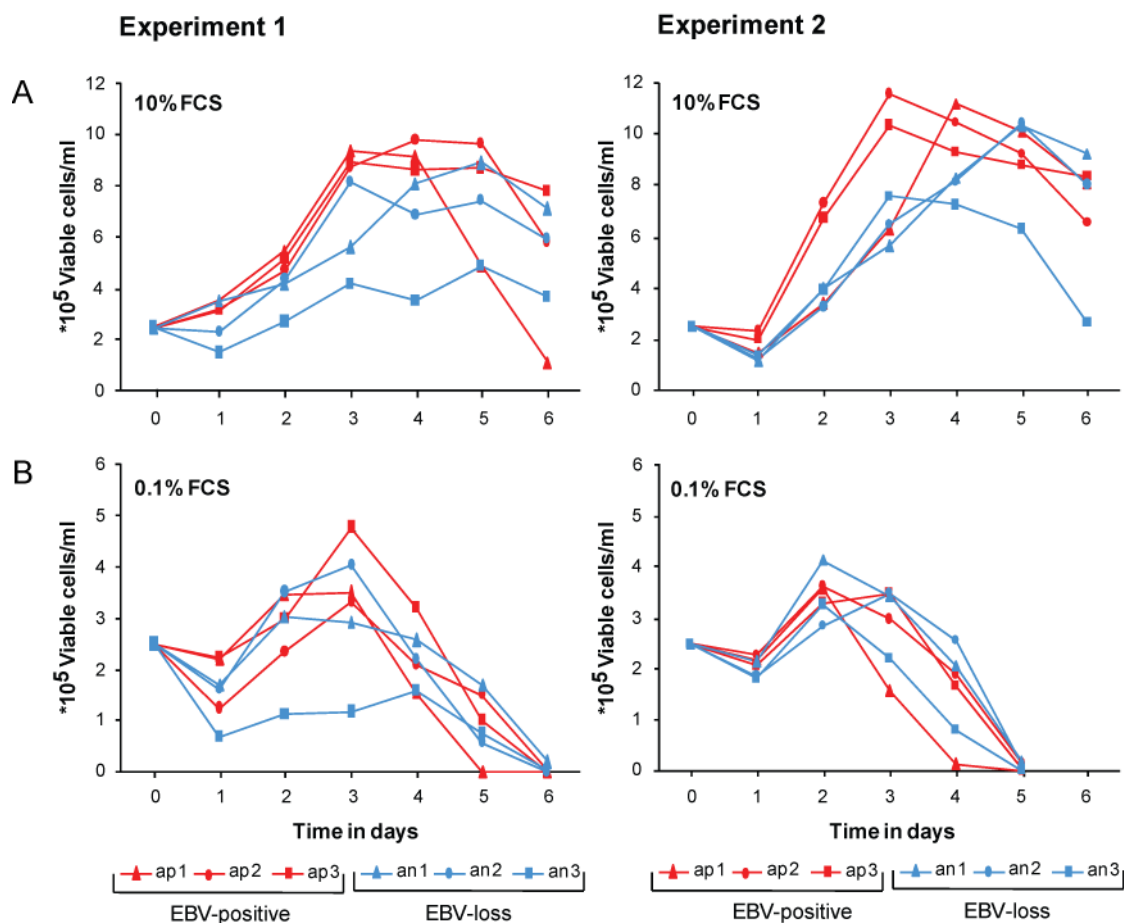 Experiment 1
Experiment 2
A
10% FCS
*10⁵ Viable cells/ml
12
10
8
6
4
2
0
0 1 2 3 4 5 6
10% FCS
*10⁵ Viable cells/ml
12
10
8
6
4
2
0
0 1 2 3 4 5 6
B
0.1% FCS
*10⁵ Viable cells/ml
6
5
4
3
2
1
0
0 1 2 3 4 5 6
Time in days
0.1% FCS
*10⁵ Viable cells/ml
6
5
4
3
2
1
0
0 1 2 3 4 5 6
Time in days
ap1 ap2 ap3 an1 an2 an3
EBV-positive EBV-loss
ap1 ap2 ap3 an1 an2 an3
EBV-positive EBV-loss